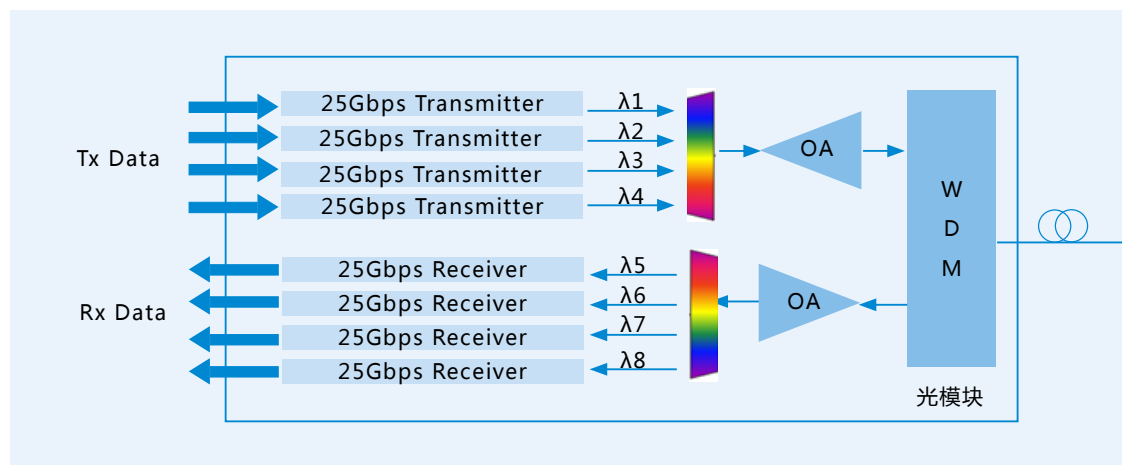 Tx Data
25Gbps Transmitter
λ1
25Gbps Transmitter
λ2
25Gbps Transmitter
λ3
25Gbps Transmitter
λ4
OA
W
D
M
Rx Data
25Gbps Receiver
λ5
25Gbps Receiver
λ6
25Gbps Receiver
λ7
25Gbps Receiver
λ8
OA
光模块